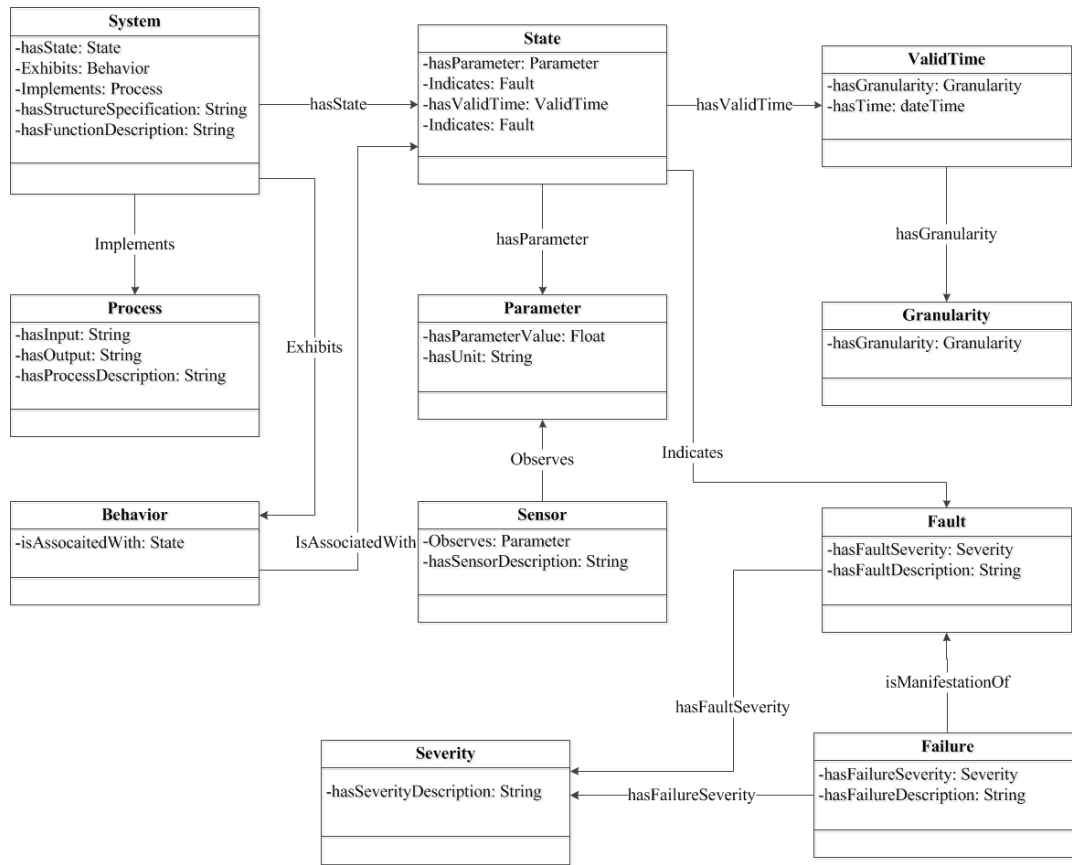 System
-hasState: State
-Exhibits: Behavior
-Implements: Process
-hasStructureSpecification: String
-hasFunctionDescription: String
hasState
State
-hasParameter: Parameter
-Indicates: Fault
-hasValidTime: ValidTime
-Indicates: Fault
hasValidTime
ValidTime
-hasGranularity: Granularity
-hasTime: dateTime
Implements
hasParameter
hasGranularity
Process
-hasInput: String
-hasOutput: String
-hasProcessDescription: String
Exhibits
Parameter
-hasParameterValue: Float
-hasUnit: String
Granularity
-hasGranularity: Granularity
Observes
Indicates
Behavior
-isAssocaitedWith: State
IsAssociatedWith
Sensor
-Observes: Parameter
-hasSensorDescription: String
Fault
-hasFaultSeverity: Severity
-hasFaultDescription: String
isManifestationOf
hasFaultSeverity
Severity
-hasSeverityDescription: String
hasFailureSeverity
Failure
-hasFailureSeverity: Severity
-hasFailureDescription: String